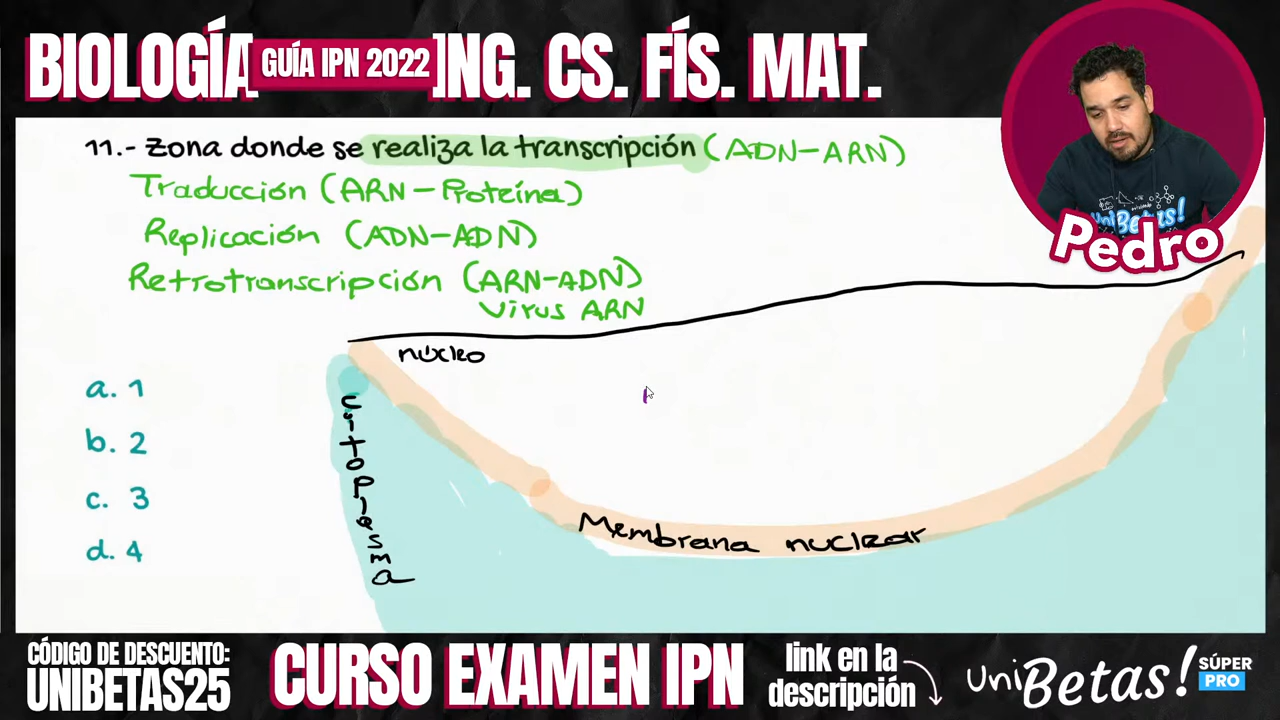 BIOLOGÍA[GUÍA IPN 2022]ING. CS. FÍS. MAT.
11.- Zona donde se realiza la transcripción (ADN-ARN)
Traducción (ARN-Proteína)
Replicación (ADN-ADN)
Retrotranscripción (ARN-ADN)
Virus ARN
UniBetas!
Pedro
núcleo
a. 1
b. 2
c. 3
d. 4
citoplasma
Membrana nuclear
CÓDIGO DE DESCUENTO:
UNIBETAS25
CURSO EXAMEN IPN
link en la
descripción
UniBetas!
SÚPER
PRO